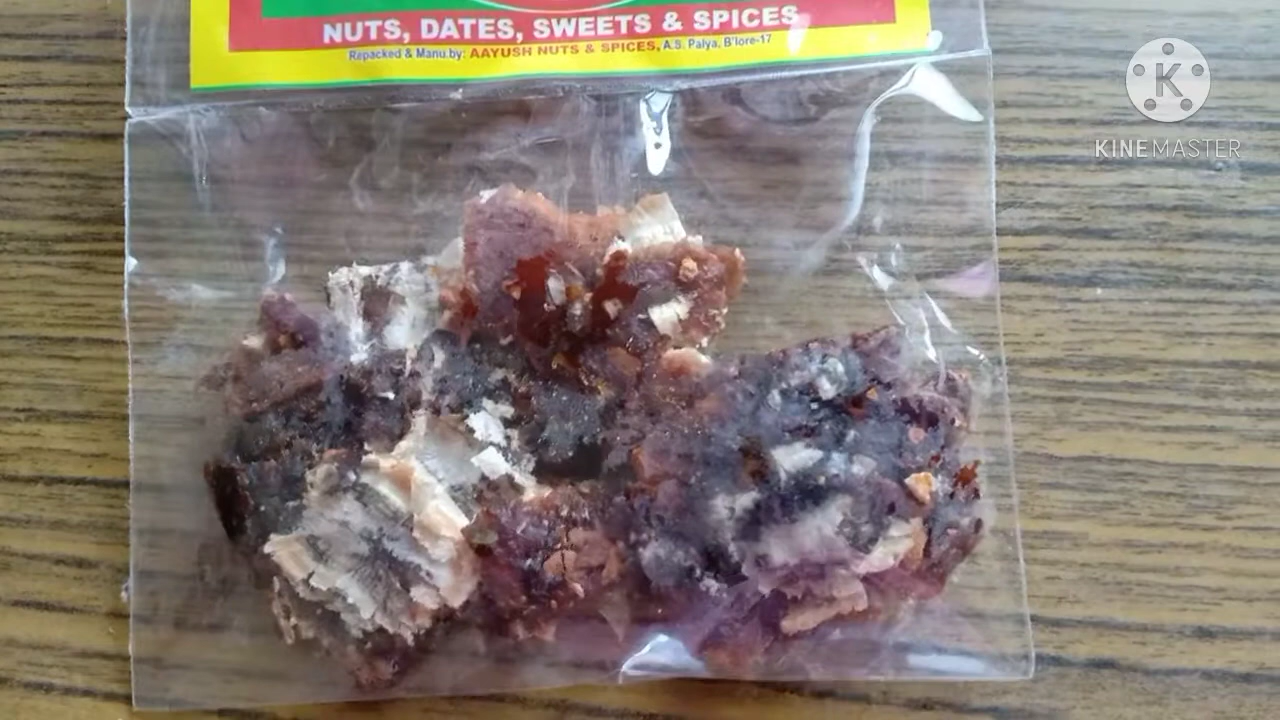 NUTS, DATES, SWEETS & SPICES
Repacked & Manu.by: AAYUSH NUTS & SPICES, A.S. Palya, B'lore-17
K
KINEMASTER